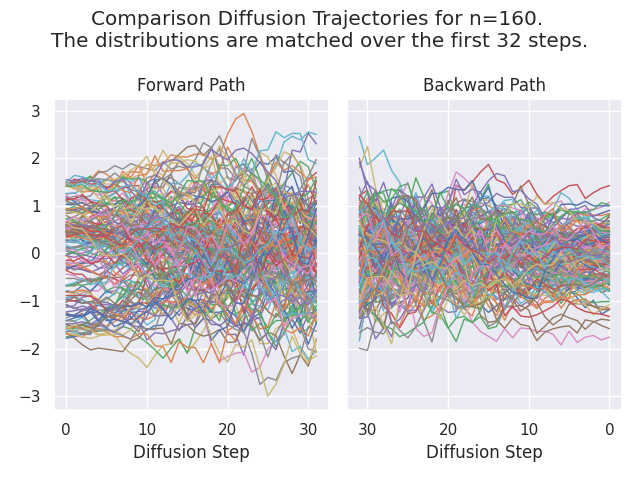 Comparison Diffusion Trajectories for n=160.
The distributions are matched over the first 32 steps.
Forward Path
Backward Path
3
2
1
0
−1
−2
−3
0 10 20 30
30 20 10 0
Diffusion Step
Diffusion Step